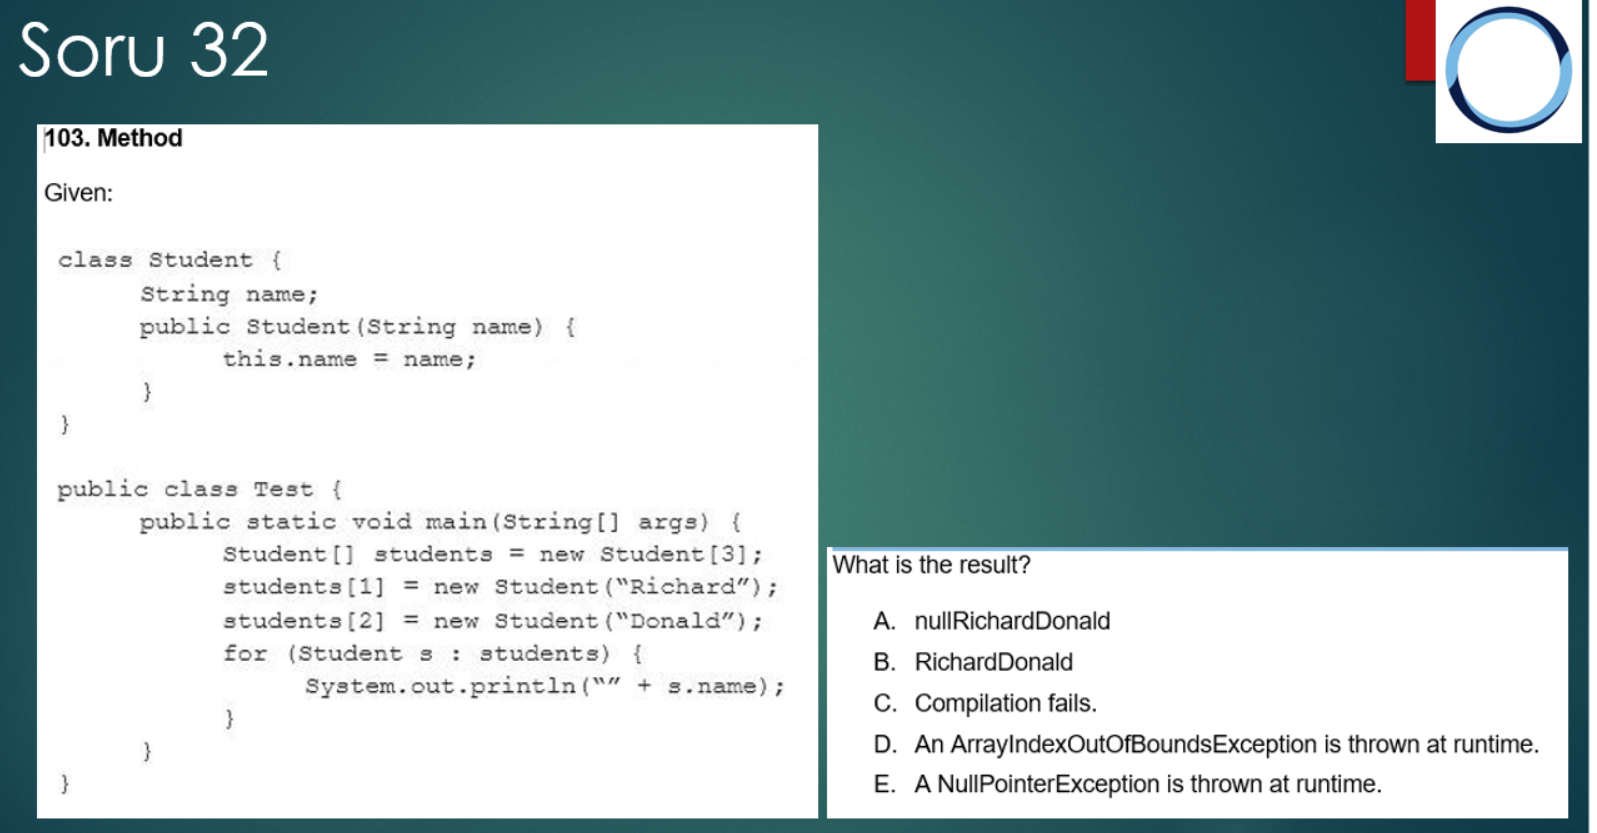 Soru 32
103. Method
Given:
class Student {
String name;
public Student(String name) {
this.name = name;
}
}
public class Test {
public static void main(String[] args) {
Student[] students = new Student[3];
students[1] = new Student(“Richard”);
students[2] = new Student(“Donald”);
for (Student s : students) {
System.out.println(“” + s.name);
}
}
}
What is the result?
A. nullRichardDonald
B. RichardDonald
C. Compilation fails.
D. An ArrayIndexOutOfBoundsException is thrown at runtime.
E. A NullPointerException is thrown at runtime.